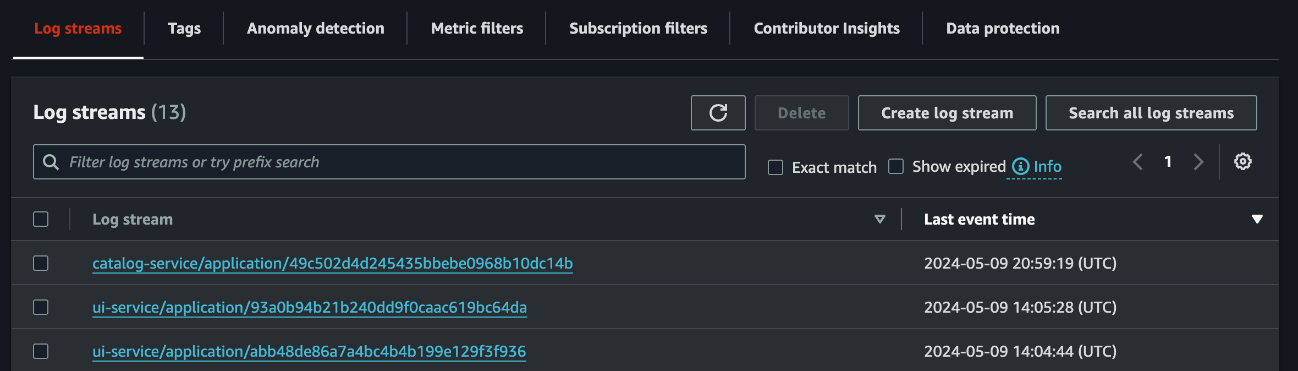 Log streams Tags Anomaly detection Metric filters Subscription filters Contributor Insights Data protection
Log streams (13) Delete Create log stream Search all log streams
Filter log streams or try prefix search Exact match Show expired Info 1
Log stream Last event time
catalog-service/application/49c502d4d245435bbebe0968b10dc14b 2024-05-09 20:59:19 (UTC)
ui-service/application/93a0b94b21b240dd9f0caac619bc64da 2024-05-09 14:05:28 (UTC)
ui-service/application/abb48de86a7a4bc4b4b199e129f3f936 2024-05-09 14:04:44 (UTC)